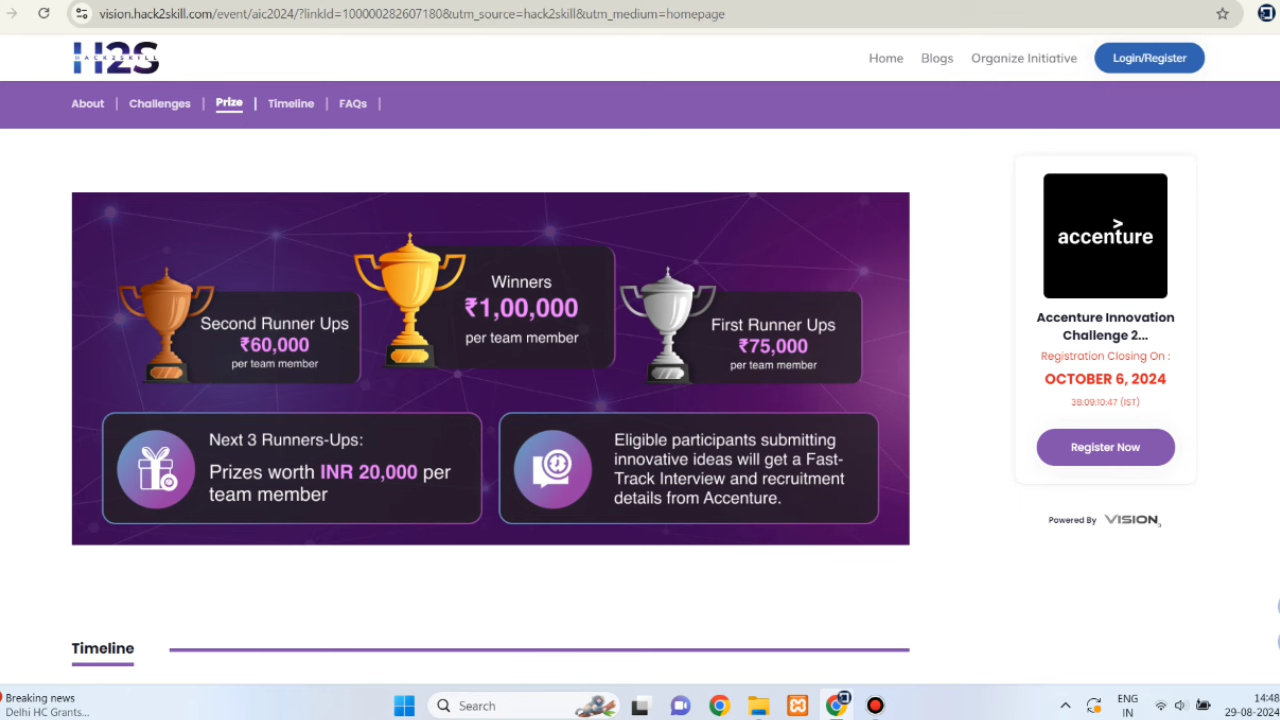 vision.hack2skill.com/event/aic2024/?linkId=100000282607180&utm_source=hack2skill&utm_medium=homepage
H2S
HACK2SKILL
Home
Blogs
Organize Initiative
Login/Register
About | Challenges | Prize | Timeline | FAQs |
Winners
₹1,00,000
per team member
Second Runner Ups
₹60,000
per team member
First Runner Ups
₹75,000
per team member
Next 3 Runners-Ups:
Prizes worth INR 20,000 per
team member
Eligible participants submitting
innovative ideas will get a Fast-
Track Interview and recruitment
details from Accenture.
accenture
Accenture Innovation
Challenge 2...
Registration Closing On :
OCTOBER 6, 2024
38:09:10:47 (IST)
Register Now
Powered By VISION
Timeline
Breaking news
Delhi HC Grants...
Search
ENG
IN
14:48
29-08-2024